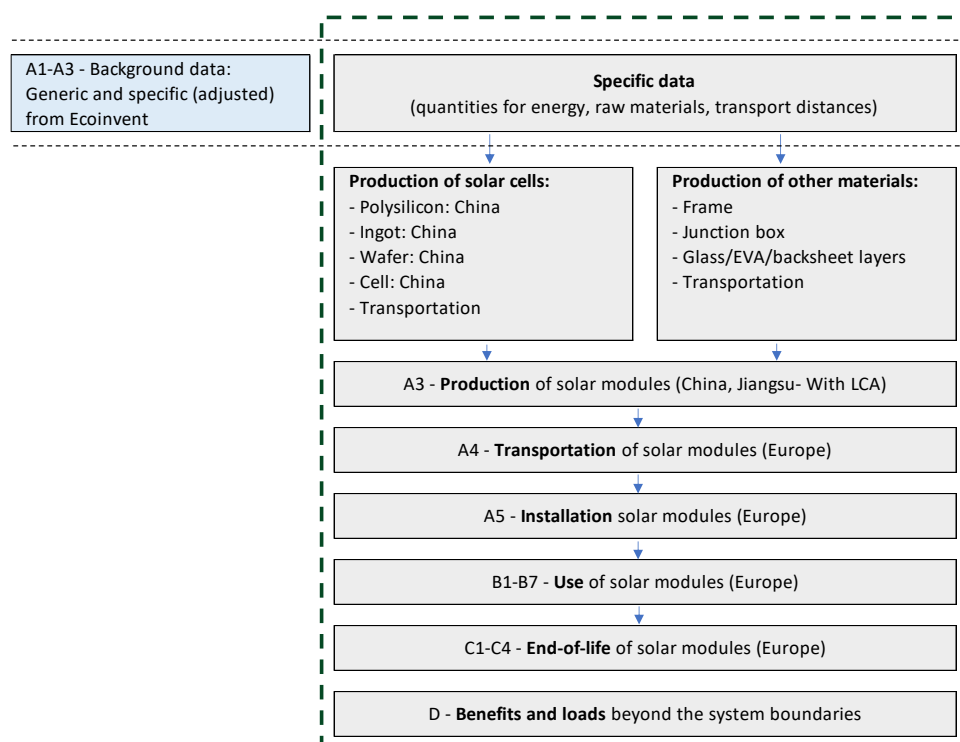 A1-A3 - Background data:
Generic and specific (adjusted)
from Ecoinvent
Specific data
(quantities for energy, raw materials, transport distances)
Production of solar cells:
- Polysilicon: China
- Ingot: China
- Wafer: China
- Cell: China
- Transportation
Production of other materials:
- Frame
- Junction box
- Glass/EVA/backsheet layers
- Transportation
A3 - Production of solar modules (China, Jiangsu- With LCA)
A4 - Transportation of solar modules (Europe)
A5 - Installation solar modules (Europe)
B1-B7 - Use of solar modules (Europe)
C1-C4 - End-of-life of solar modules (Europe)
D - Benefits and loads beyond the system boundaries